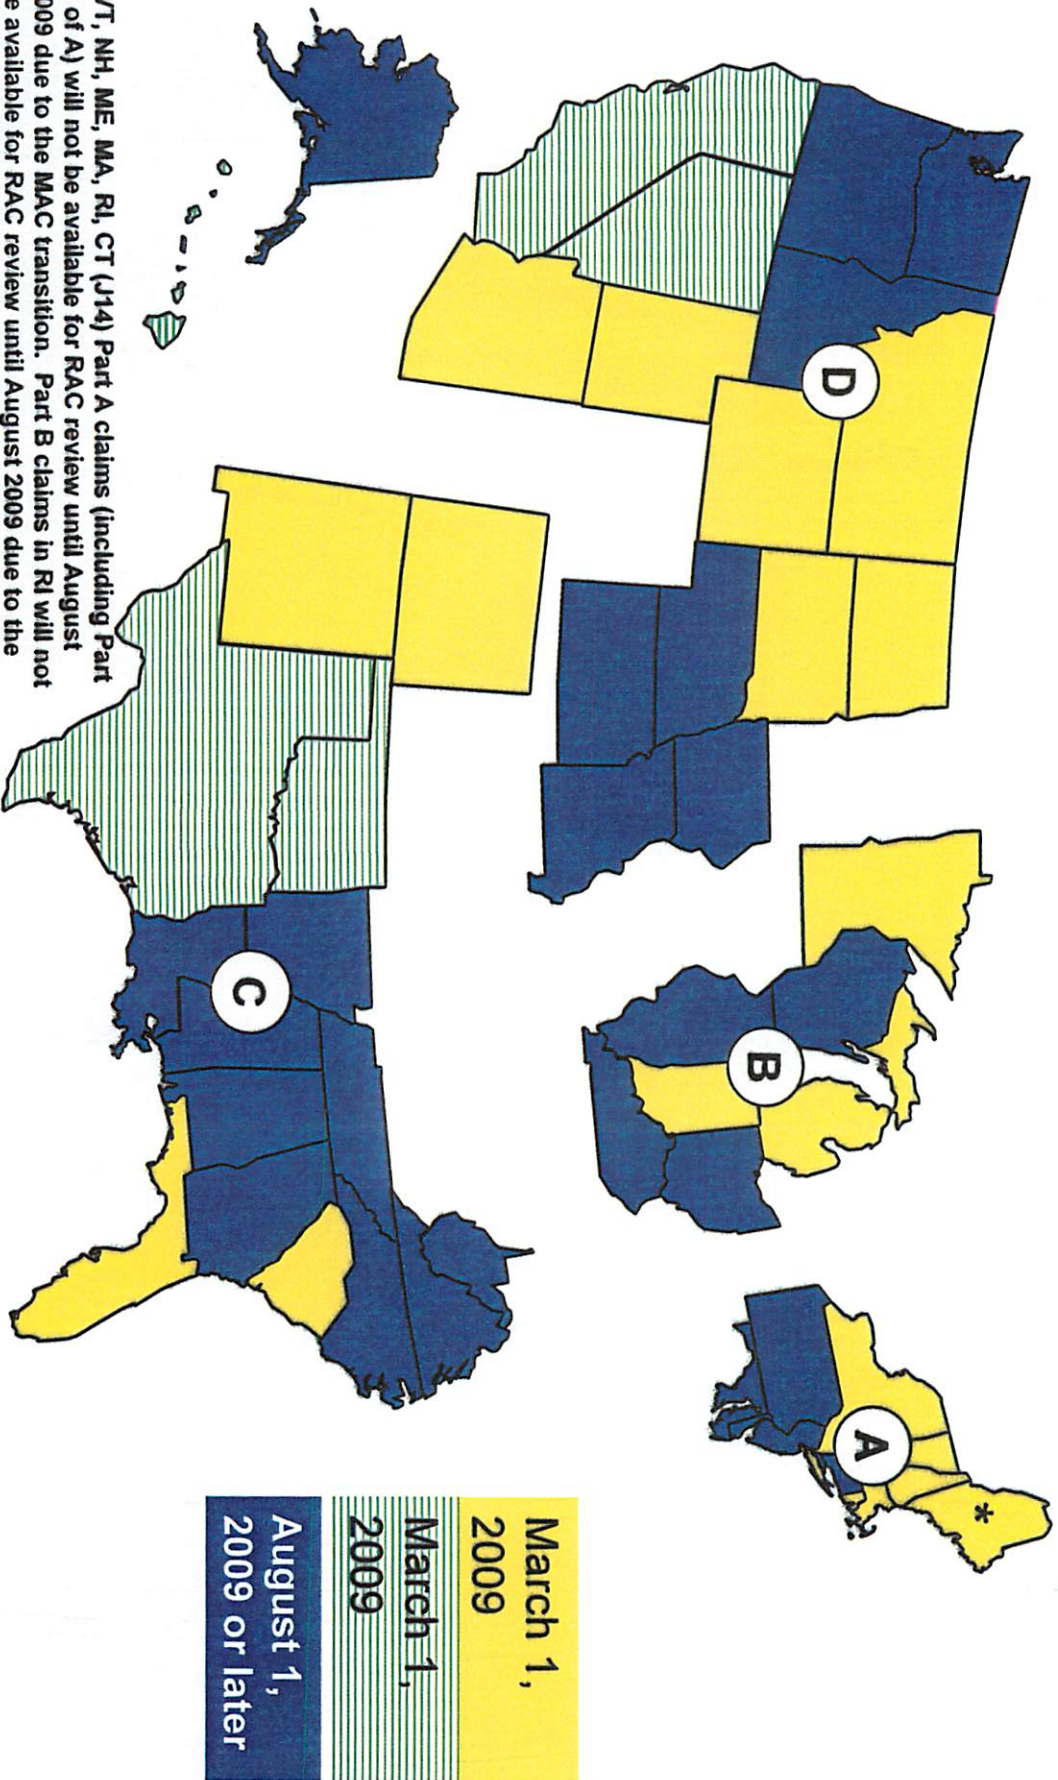 D
B
A
*
C
March 1,
2009
March 1,
2009
August 1,
2009 or later
VT, NH, ME, MA, RI, CT (J14) Part A claims (including Part
of A) will not be available for RAC review until August
2009 due to the MAC transition. Part B claims in RI will not
be available for RAC review until August 2009 due to the